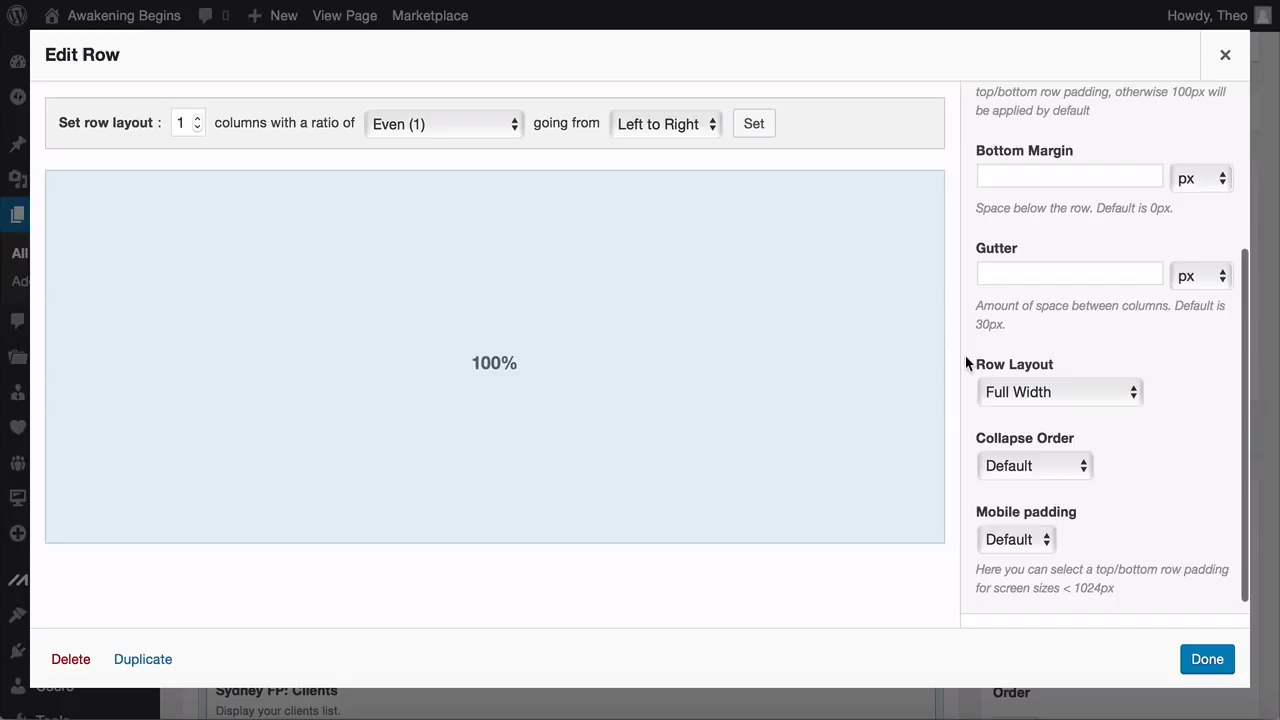 Awakening Begins 0 New View Page Marketplace Howdy, Theo
Edit Row
Set row layout : 1 columns with a ratio of Even (1) going from Left to Right Set
100%
top/bottom row padding, otherwise 100px will
be applied by default
Bottom Margin
px
Space below the row. Default is 0px.
Gutter
px
Amount of space between columns. Default is
30px.
Row Layout
Full Width
Collapse Order
Default
Mobile padding
Default
Here you can select a top/bottom row padding
for screen sizes < 1024px
All
Delete Duplicate Done
Users
Sydney FP: Clients
Display your clients list.
Order
Tools